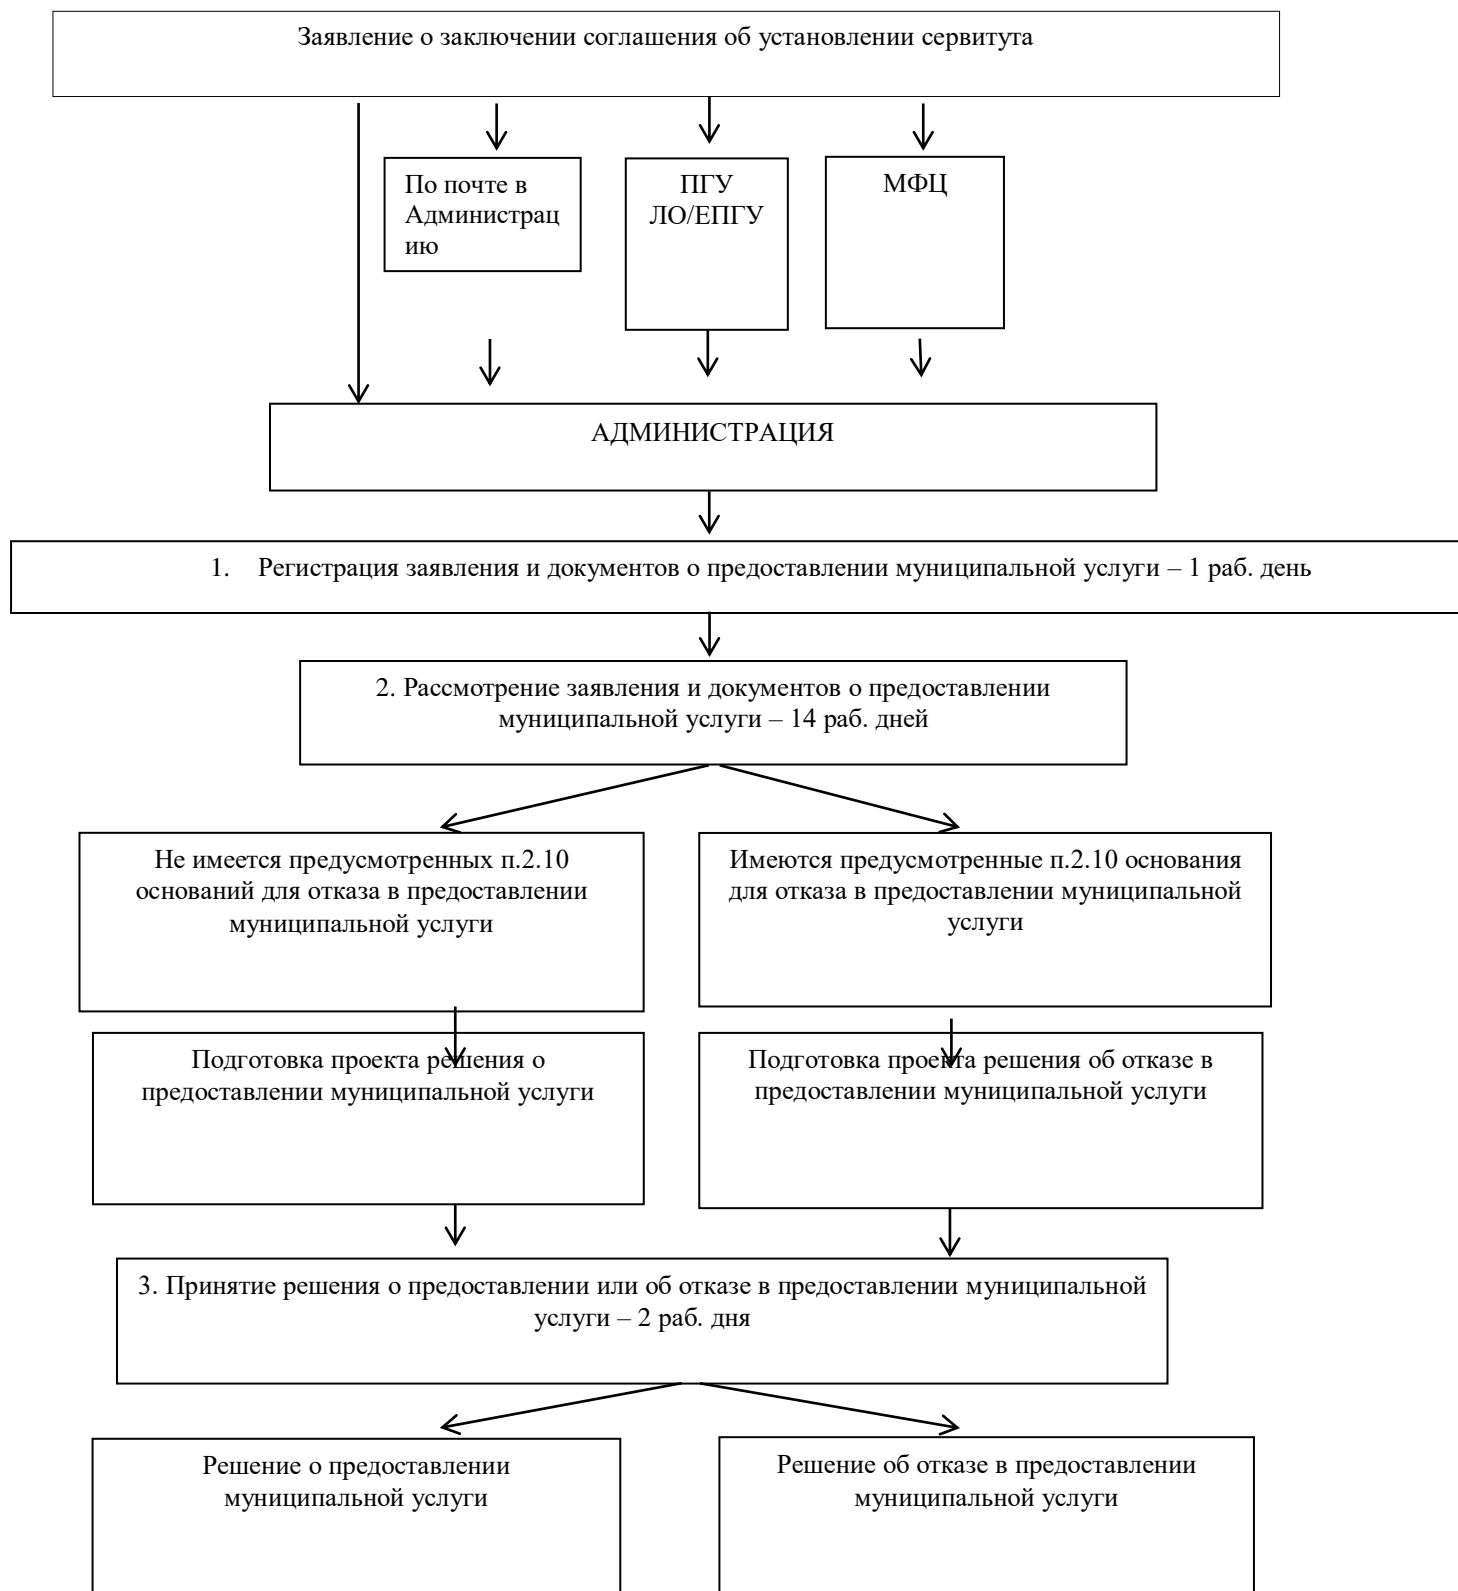 Заявление о заключении соглашения об установлении сервитута
По почте в
Администрац
ию
ПГУ
ЛО/ЕПГУ
МФЦ
АДМИНИСТРАЦИЯ
1. Регистрация заявления и документов о предоставлении муниципальной услуги – 1 раб. день
2. Рассмотрение заявления и документов о предоставлении
муниципальной услуги – 14 раб. дней
Не имеется предусмотренных п.2.10
оснований для отказа в предоставлении
муниципальной услуги
Имеются предусмотренные п.2.10 основания
для отказа в предоставлении муниципальной
услуги
Подготовка проекта решения о
предоставлении муниципальной услуги
Подготовка проекта решения об отказе в
предоставлении муниципальной услуги
3. Принятие решения о предоставлении или об отказе в предоставлении муниципальной
услуги – 2 раб. дня
Решение о предоставлении
муниципальной услуги
Решение об отказе в предоставлении
муниципальной услуги